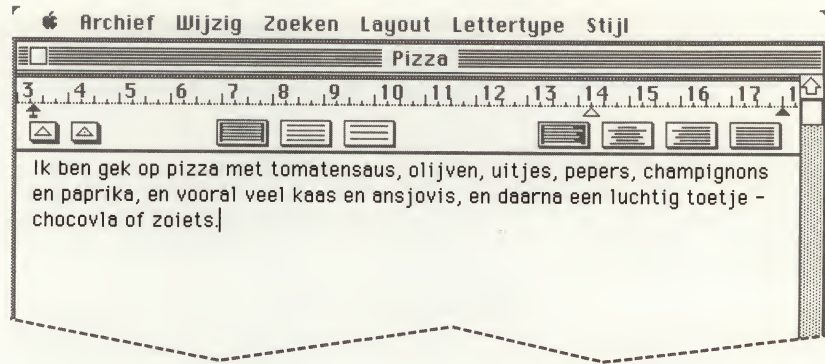 Archief Wijzig Zoeken Layout Lettertype Stijl
Pizza
3 4 5 6 7 8 9 10 11 12 13 14 15 16 17 1
Ik ben gek op pizza met tomatensaus, olijven, uitjes, pepers, champignons
en paprika, en vooral veel kaas en ansjovis, en daarna een luchtig toetje -
chocovla of zoiets.